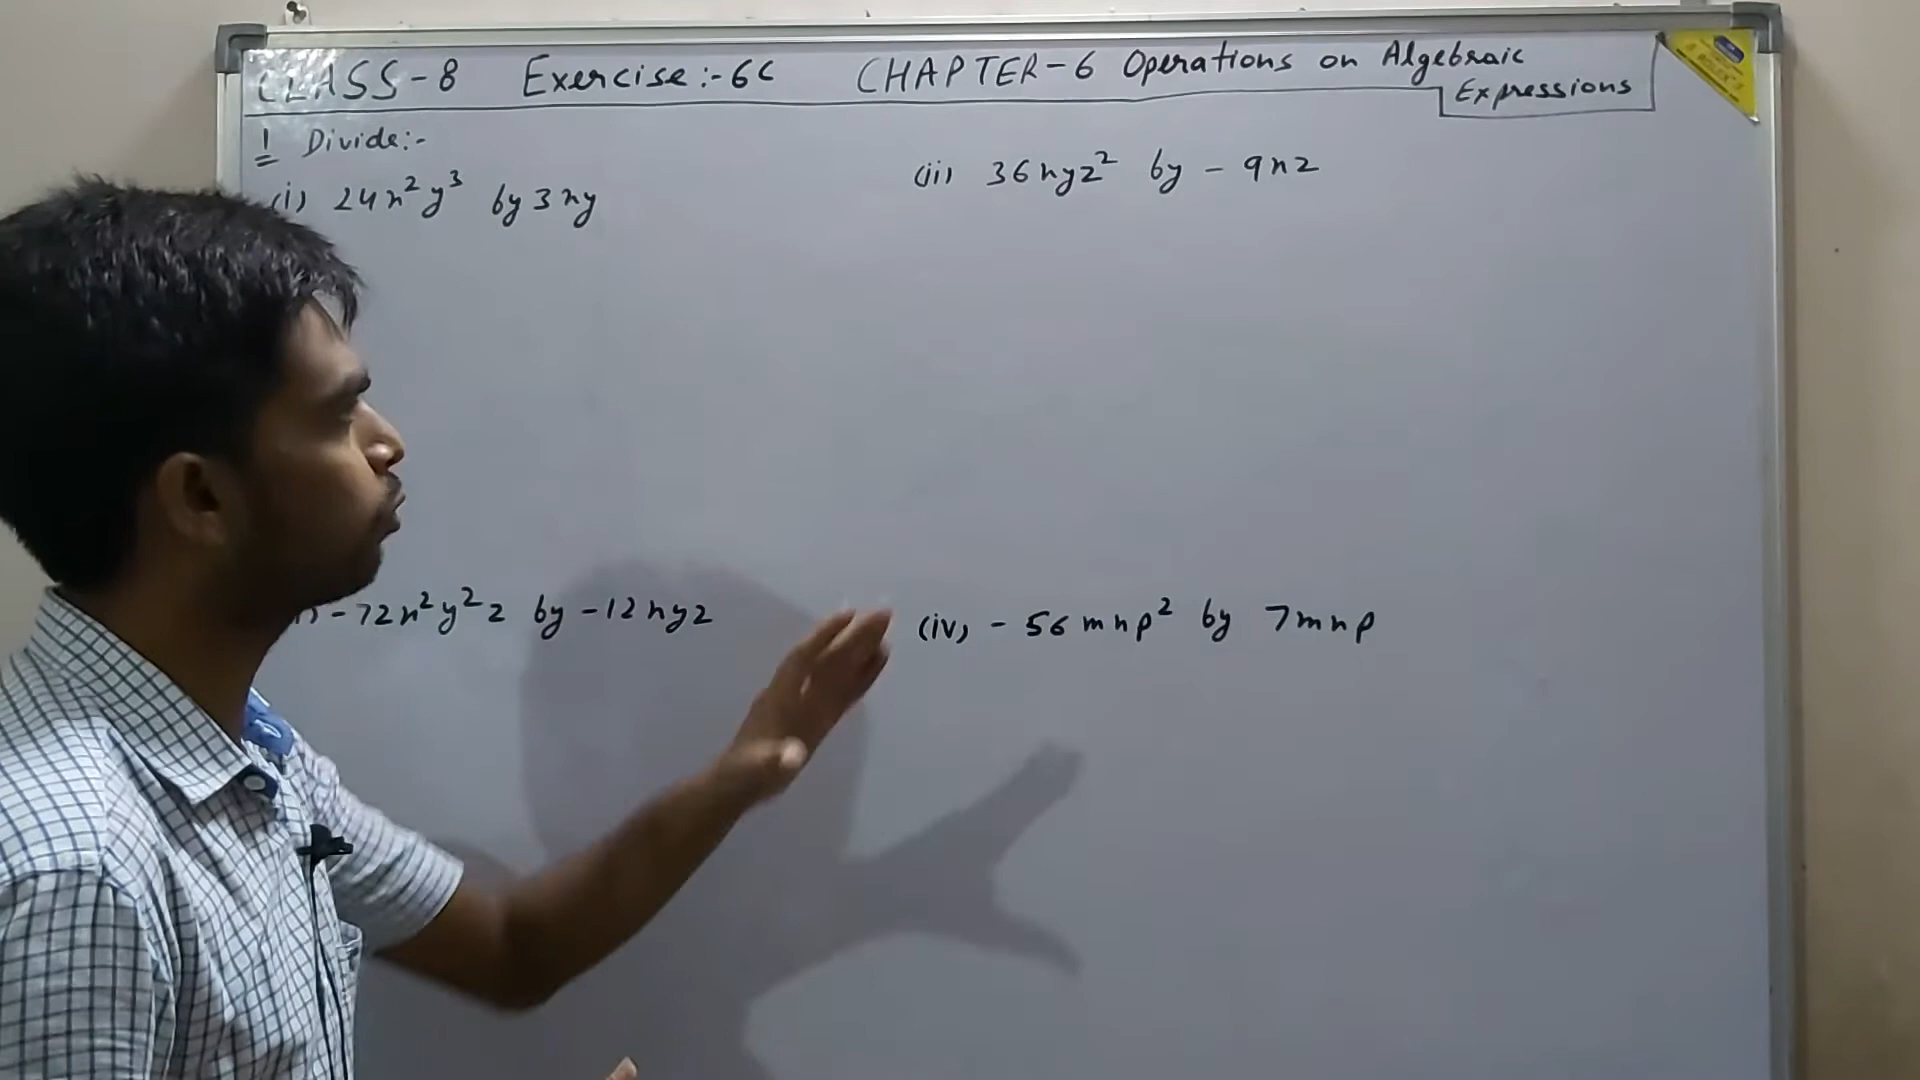 CLASS-8 Exercise:-6C CHAPTER-6 Operations on Algebraic
Expressions
1 Divide:-
(i) 24x²y³ by 3xy
(ii) 36xyz² by -9xz
-72x²y²z by -12xyz
(iv) -56mnp² by 7mnp